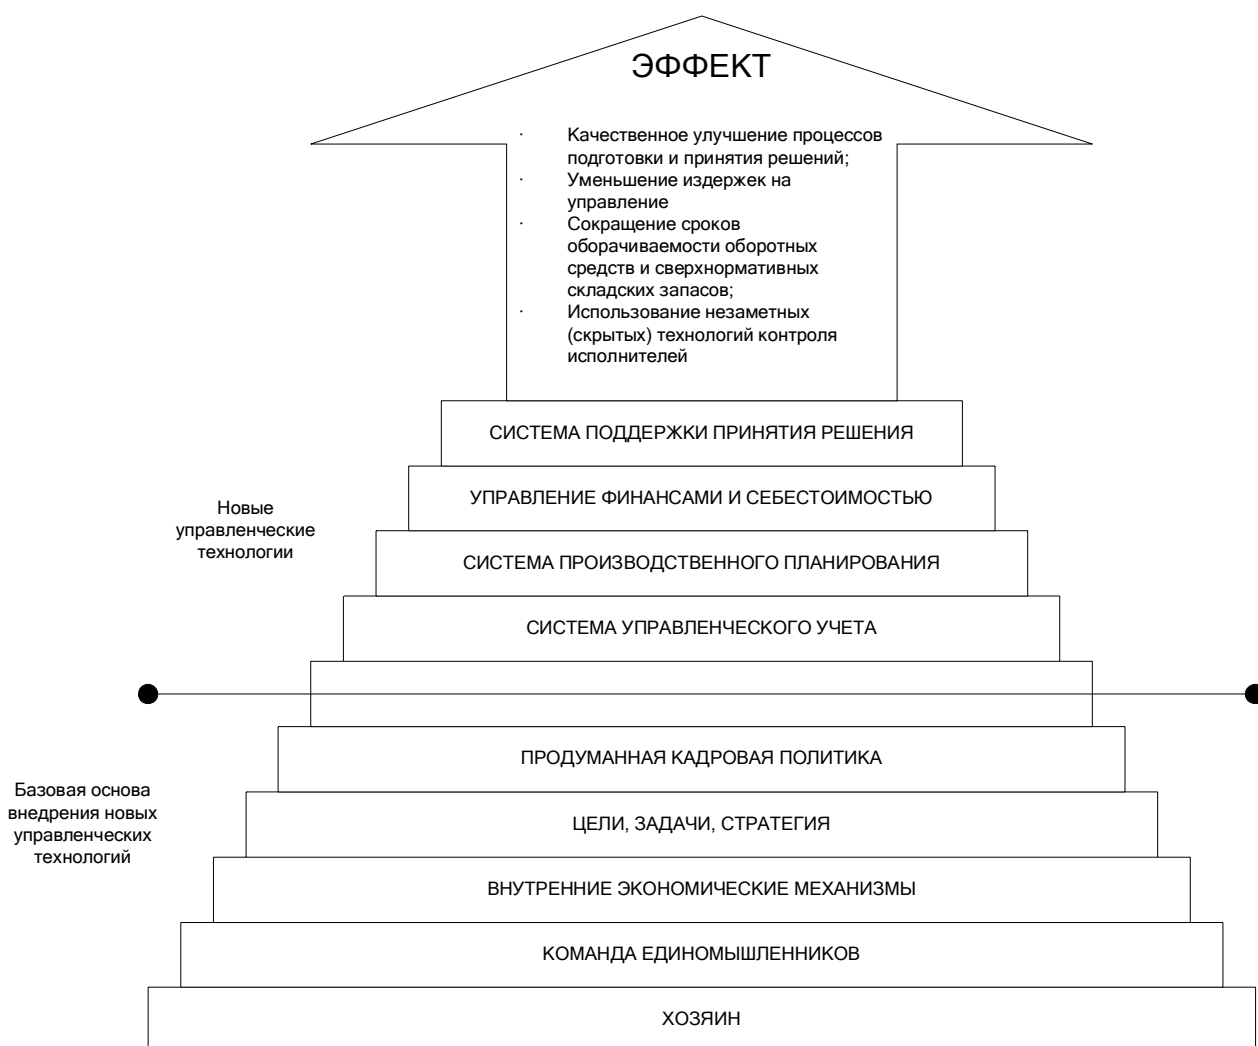 ЭФФЕКТ
· Качественное улучшение процессов
подготовки и принятия решений;
· Уменьшение издержек на
управление
· Сокращение сроков
оборачиваемости оборотных
средств и сверхнормативных
складских запасов;
· Использование незаметных
(скрытых) технологий контроля
исполнителей
СИСТЕМА ПОДДЕРЖКИ ПРИНЯТИЯ РЕШЕНИЯ
УПРАВЛЕНИЕ ФИНАНСАМИ И СЕБЕСТОИМОСТЬЮ
Новые
управленческие
технологии
СИСТЕМА ПРОИЗВОДСТВЕННОГО ПЛАНИРОВАНИЯ
СИСТЕМА УПРАВЛЕНЧЕСКОГО УЧЕТА
ПРОДУМАННАЯ КАДРОВАЯ ПОЛИТИКА
Базовая основа
внедрения новых
управленческих
технологий
ЦЕЛИ, ЗАДАЧИ, СТРАТЕГИЯ
ВНУТРЕННИЕ ЭКОНОМИЧЕСКИЕ МЕХАНИЗМЫ
КОМАНДА ЕДИНОМЫШЛЕННИКОВ
ХОЗЯИН